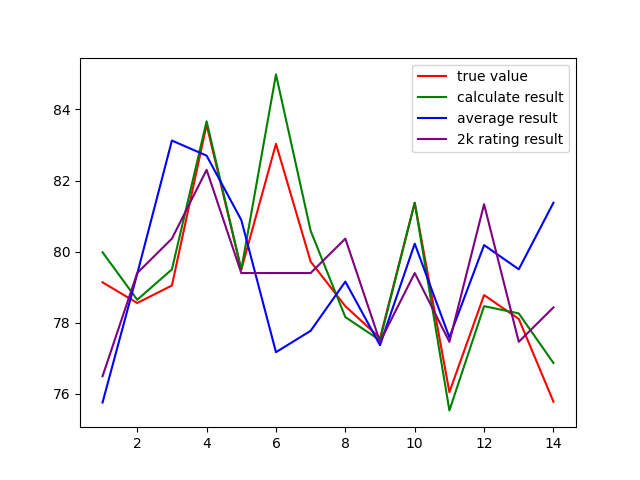 true value
calculate result
average result
2k rating result
84
82
80
78
76
2 4 6 8 10 12 14